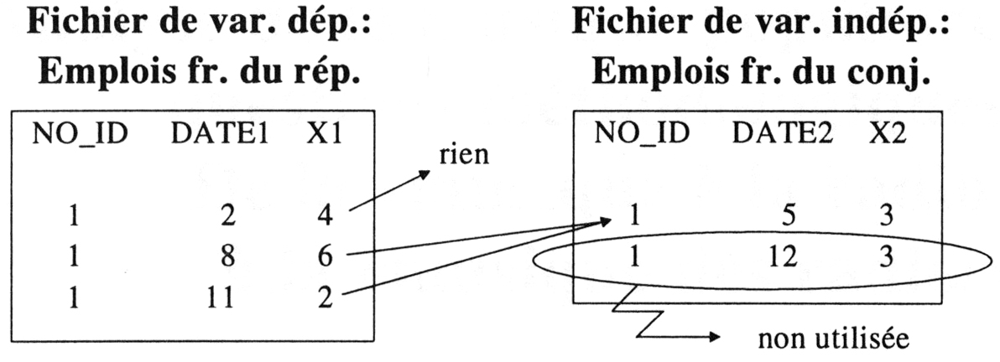 Fichier de var. dép.:
Emplois fr. du rép.
NO_ID DATE1 X1
1 2 4
1 8 6
1 11 2
rien
Fichier de var. indép.:
Emplois fr. du conj.
NO_ID DATE2 X2
1 5 3
1 12 3
non utilisée